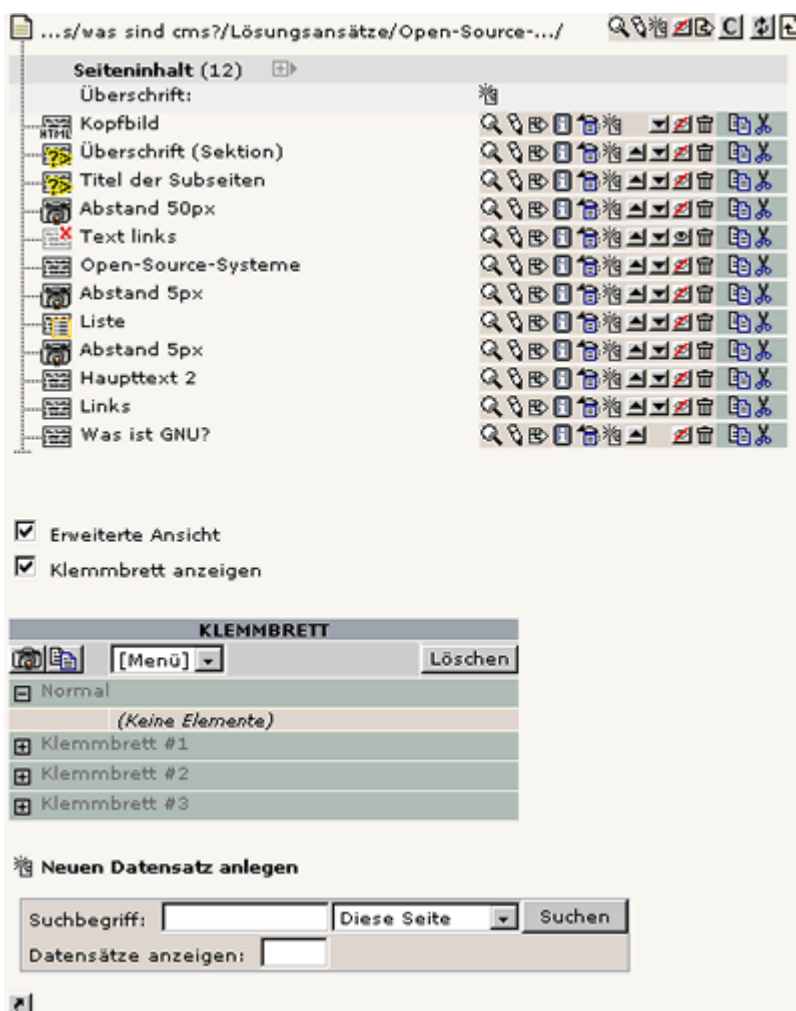 ...s/was sind cms?/Lösungsansätze/Open-Source-.../
Seiteninhalt (12)
Überschrift:
Kopfbild
Überschrift (Sektion)
Titel der Subseiten
Abstand 50px
Text links
Open-Source-Systeme
Abstand 5px
Liste
Abstand 5px
Haupttext 2
Links
Was ist GNU?
Erweiterte Ansicht
Klemmbrett anzeigen
KLEMMBRETT
[Menü] Löschen
Normal
(Keine Elemente)
Klemmbrett #1
Klemmbrett #2
Klemmbrett #3
Neuen Datensatz anlegen
Suchbegriff: Diese Seite Suchen
Datensätze anzeigen: